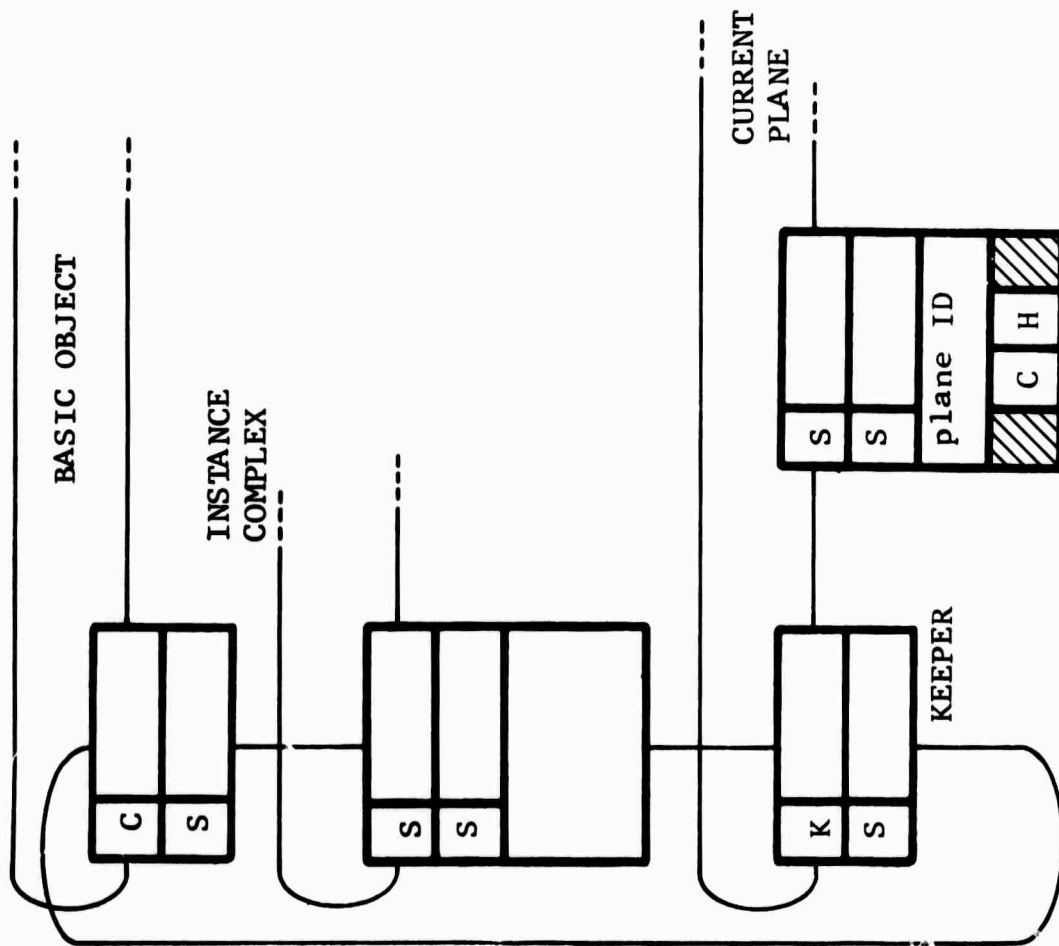 BASIC OBJECT
C
S
INSTANCE
COMPLEX
S
S
CURRENT
PLANE
K
S
KEEPER
S
S
plane ID
C H